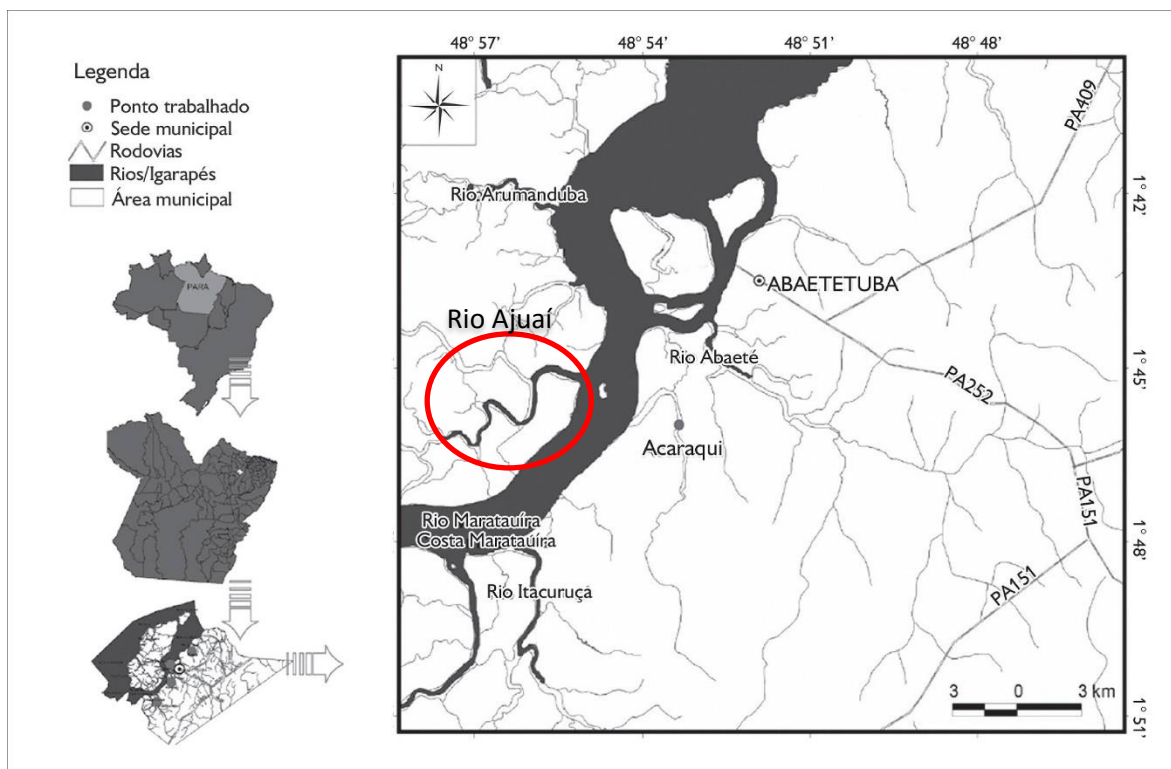 Legenda
Ponto trabalhado
Sede municipal
Rodovias
Rios/Igarapés
Área municipal
PARÁ
48° 57'
48° 54'
48° 51'
48° 48'
N
PA409
1° 42'
Rio Arumanduba
ABAETETUBA
Rio Ajuaí
Rio Abaeté
1° 45'
PA252
Acaraqui
PA151
Rio Maratauíra
Costa Maratauíra
1° 48'
Rio Itacuruçá
PA151
3 0 3 km
1° 51'